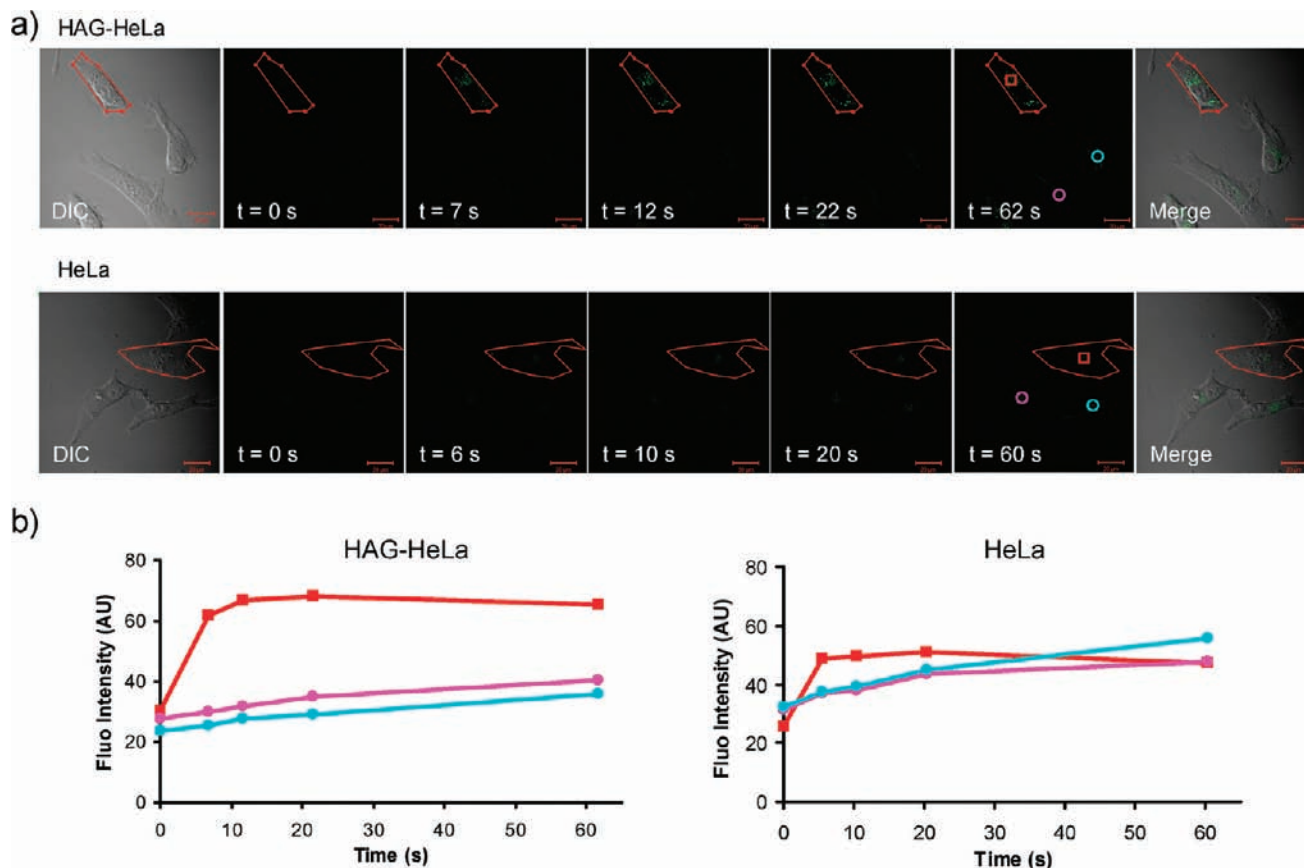 a)
HAG-HeLa
DIC
t = 0 s
t = 7 s
t = 12 s
t = 22 s
t = 62 s
Merge
HeLa
DIC
t = 0 s
t = 6 s
t = 10 s
t = 20 s
t = 60 s
Merge
b)
HAG-HeLa
80
60
40
20
0
Fluo Intensity (AU)
0 10 20 30 40 50 60
Time (s)
HeLa
80
60
40
20
0
Fluo Intensity (AU)
0 10 20 30 40 50 60
Time (s)